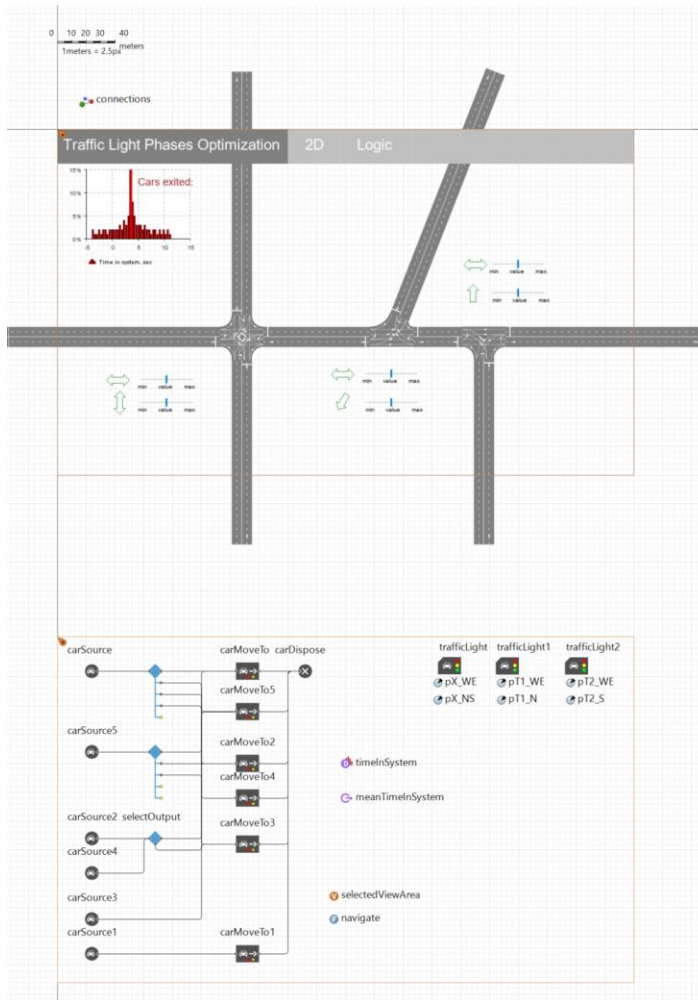 0 10 20 30 40
meters
1meters = 2.5px
connections
Traffic Light Phases Optimization 2D Logic
15%
Cars exited:
10%
5%
0%
-5 0 5 10 15
Time in system, sec
min value max
min value max
min value max
min value max
min value max
min value max
carSource carMoveTo carDispose trafficLight trafficLight1 trafficLight2
pX_WE pT1_WE pT2_WE
carMoveTo5
pX_NS pT1_N pT2_S
carSource5 carMoveTo2
timeInSystem
carMoveTo4
meanTimeInSystem
carSource2 selectOutput carMoveTo3
carSource4
carSource3 selectedViewArea
navigate
carSource1 carMoveTo1